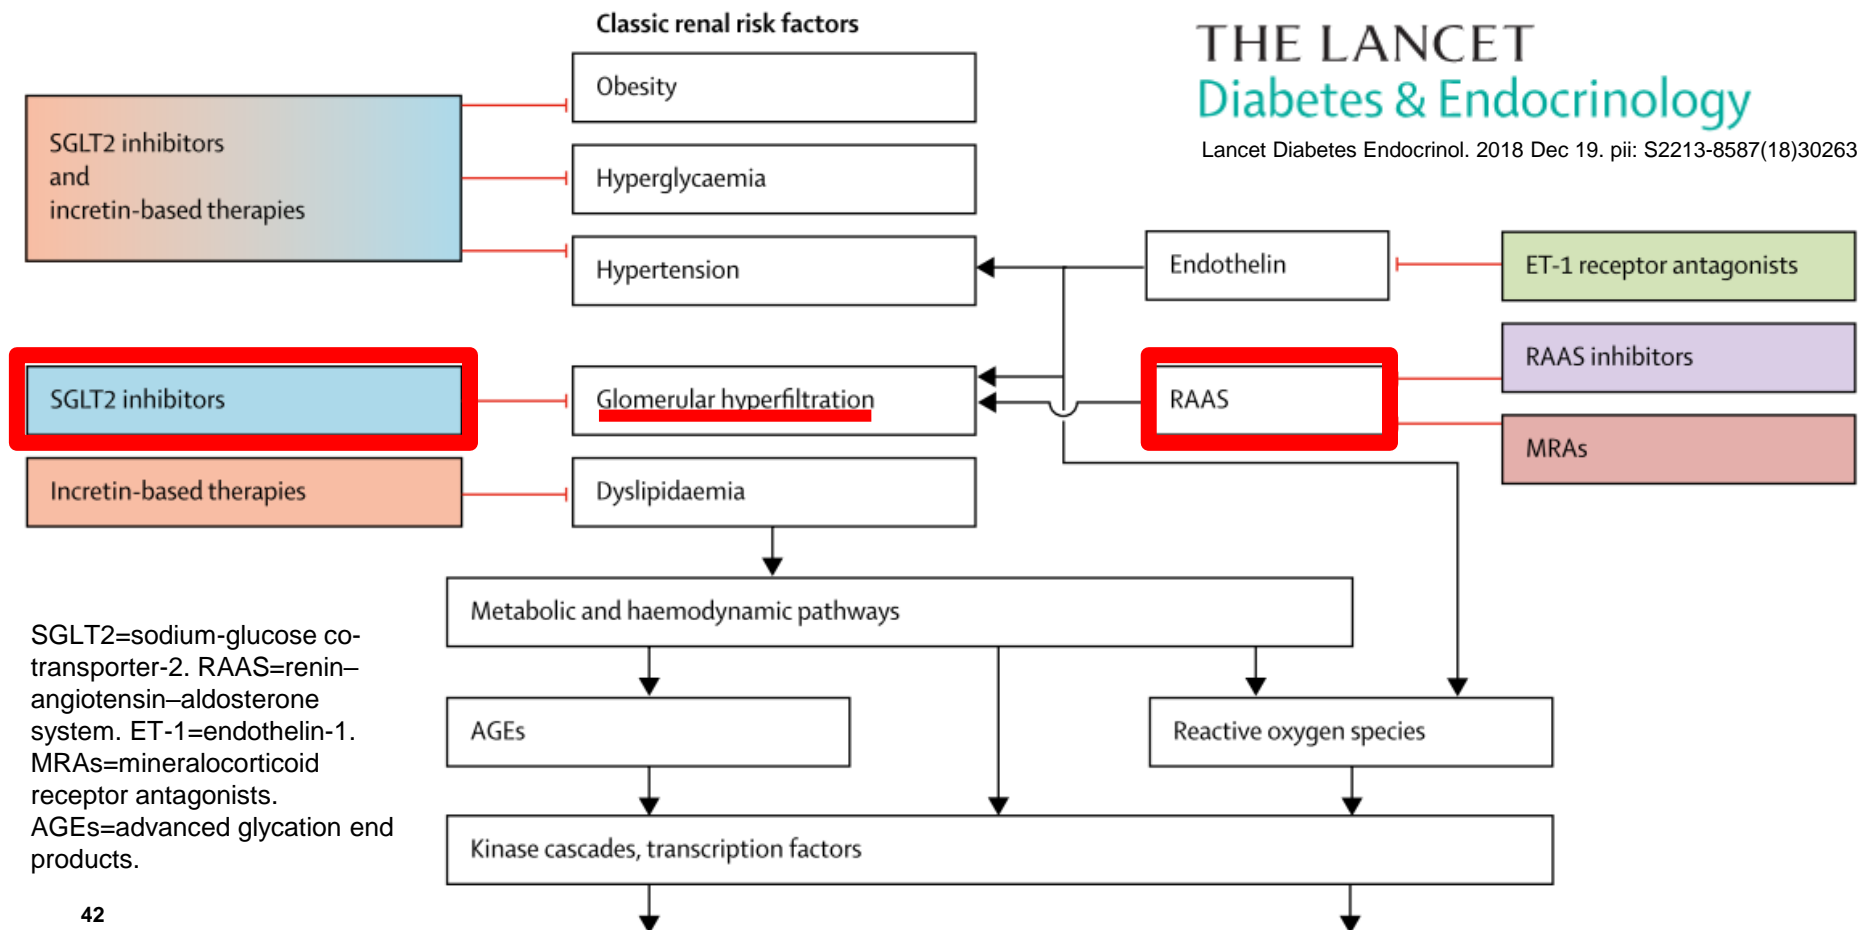 Classic renal risk factors
THE LANCET
Diabetes & Endocrinology
Lancet Diabetes Endocrinol. 2018 Dec 19. pii: S2213-8587(18)30263
SGLT2 inhibitors
and
incretin-based therapies
Obesity
Hyperglycaemia
Hypertension
Endothelin
ET-1 receptor antagonists
SGLT2 inhibitors
Glomerular hyperfiltration
RAAS
RAAS inhibitors
MRAs
Incretin-based therapies
Dyslipidaemia
Metabolic and haemodynamic pathways
AGEs
Reactive oxygen species
Kinase cascades, transcription factors
SGLT2=sodium-glucose co-
transporter-2. RAAS=renin–
angiotensin–aldosterone
system. ET-1=endothelin-1.
MRAs=mineralocorticoid
receptor antagonists.
AGEs=advanced glycation end
products.
42